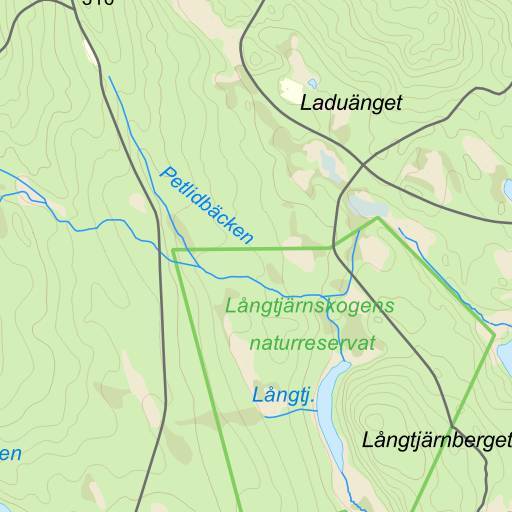 Laduänget
Petlidbäcken
Långtjärnskogens
naturreservat
Långtj.
Långtjärnberget
en